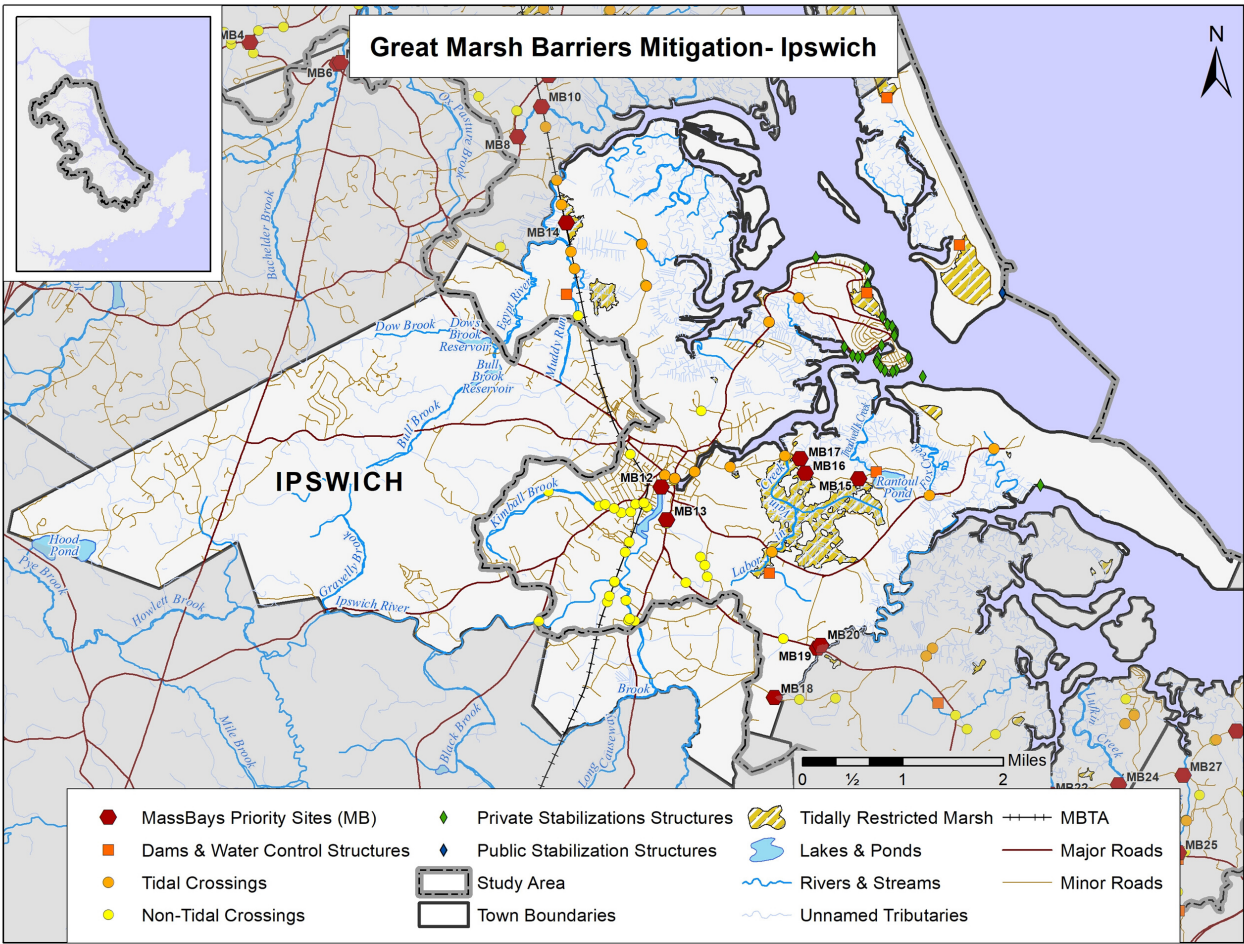 Great Marsh Barriers Mitigation- Ipswich
N
MB4
MB6
MB10
MB8
Ox Pasture Brook
Bachelder Brook
MB14
Egypt River
Dow Brook
Dows
Brook
Reservoir
Bull
Brook
Reservoir
Muddy Run
Bull Brook
IPSWICH
Kimball Brook
MB12
MB13
MB17
MB16
MB15
Treadwells Creek
Rantoul
Pond
Fox Creek
Labor in
Vain
Creek
Hood
Pond
Pye Brook
Howlett Brook
Gravelly Brook
Ipswich River
Mile Brook
Black Brook
Long Causeway
Brook
MB20
MB19
MB18
Lufkin
Creek
MB22
MB24
MB27
MB25
Miles
0 ½ 1 2
MassBays Priority Sites (MB)
Dams & Water Control Structures
Tidal Crossings
Non-Tidal Crossings
Private Stabilizations Structures
Public Stabilization Structures
Study Area
Town Boundaries
Tidally Restricted Marsh
Lakes & Ponds
Rivers & Streams
Unnamed Tributaries
MBTA
Major Roads
Minor Roads